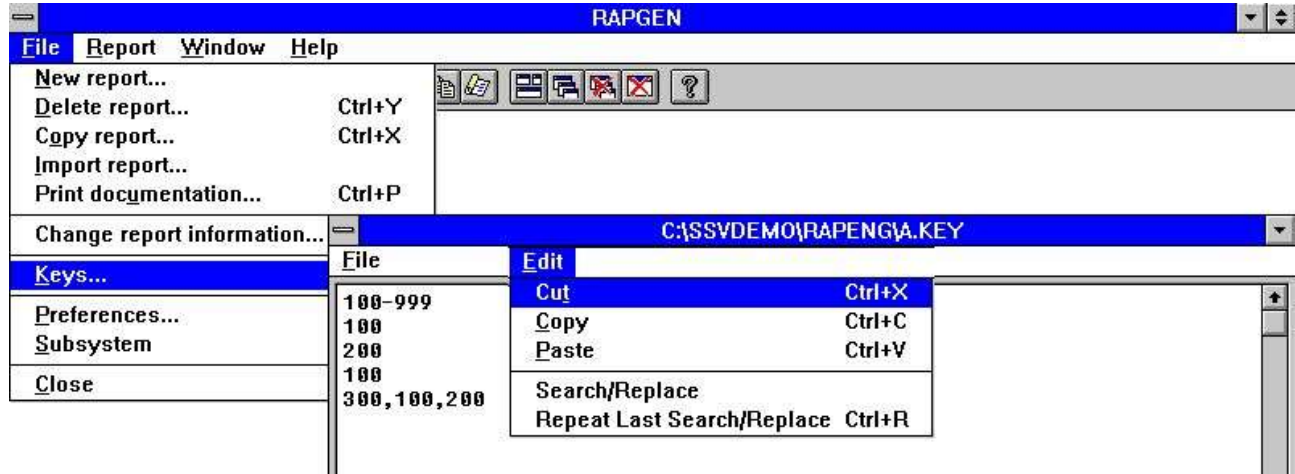 RAPGEN
File Report Window Help
New report...
Delete report... Ctrl+Y
Copy report... Ctrl+X
Import report...
Print documentation... Ctrl+P
Change report information...
Keys...
Preferences...
Subsystem
Close
C:\SSVDEMO\RAPENG\A.KEY
File Edit
Cut Ctrl+X
Copy Ctrl+C
Paste Ctrl+V
Search/Replace
Repeat Last Search/Replace Ctrl+R
100-999
100
200
100
300,100,200